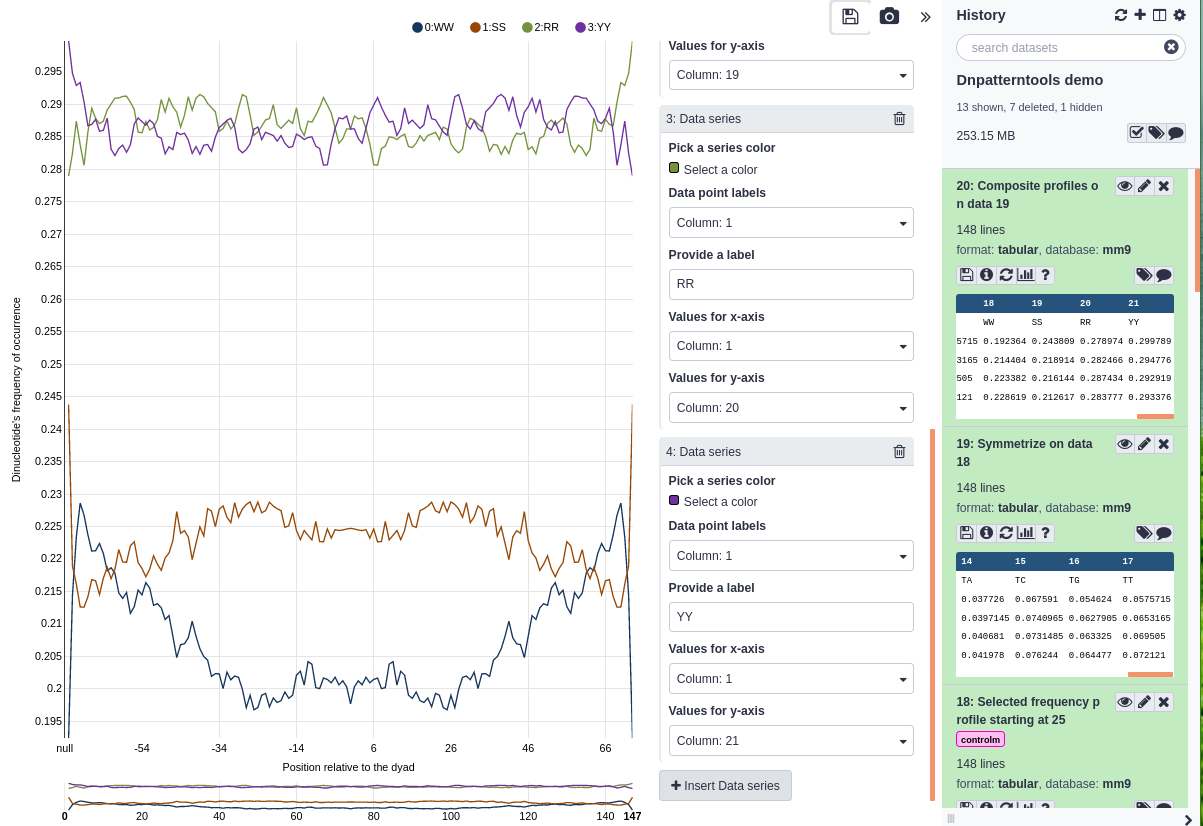 0:WW 1:SS 2:RR 3:YY
0.295
0.29
0.285
0.28
0.275
0.27
0.265
0.26
0.255
0.25
0.245
0.24
0.235
0.23
0.225
0.22
0.215
0.21
0.205
0.2
0.195
Dinucleotide's frequency of occurrence
null -54 -34 -14 6 26 46 66
Position relative to the dyad
0 20 40 60 80 100 120 140 147
Values for y-axis
Column: 19
3: Data series
Pick a series color
Select a color
Data point labels
Column: 1
Provide a label
RR
Values for x-axis
Column: 1
Values for y-axis
Column: 20
4: Data series
Pick a series color
Select a color
Data point labels
Column: 1
Provide a label
YY
Values for x-axis
Column: 1
Values for y-axis
Column: 21
Insert Data series
History
search datasets
Dnpatterntools demo
13 shown, 7 deleted, 1 hidden
253.15 MB
20: Composite profiles o
n data 19
148 lines
format: tabular, database: mm9
18 19 20 21
WW SS RR YY
5715 0.192364 0.243809 0.278974 0.299789
3165 0.214404 0.218914 0.282466 0.294776
505 0.223382 0.216144 0.287434 0.292919
121 0.228619 0.212617 0.283777 0.293376
19: Symmetrize on data
18
148 lines
format: tabular, database: mm9
14 15 16 17
TA TC TG TT
0.037726 0.067591 0.054624 0.0575715
0.0397145 0.0740965 0.0627905 0.0653165
0.040681 0.0731485 0.063325 0.069505
0.041978 0.076244 0.064477 0.072121
18: Selected frequency p
rofile starting at 25
controlm
148 lines
format: tabular, database: mm9